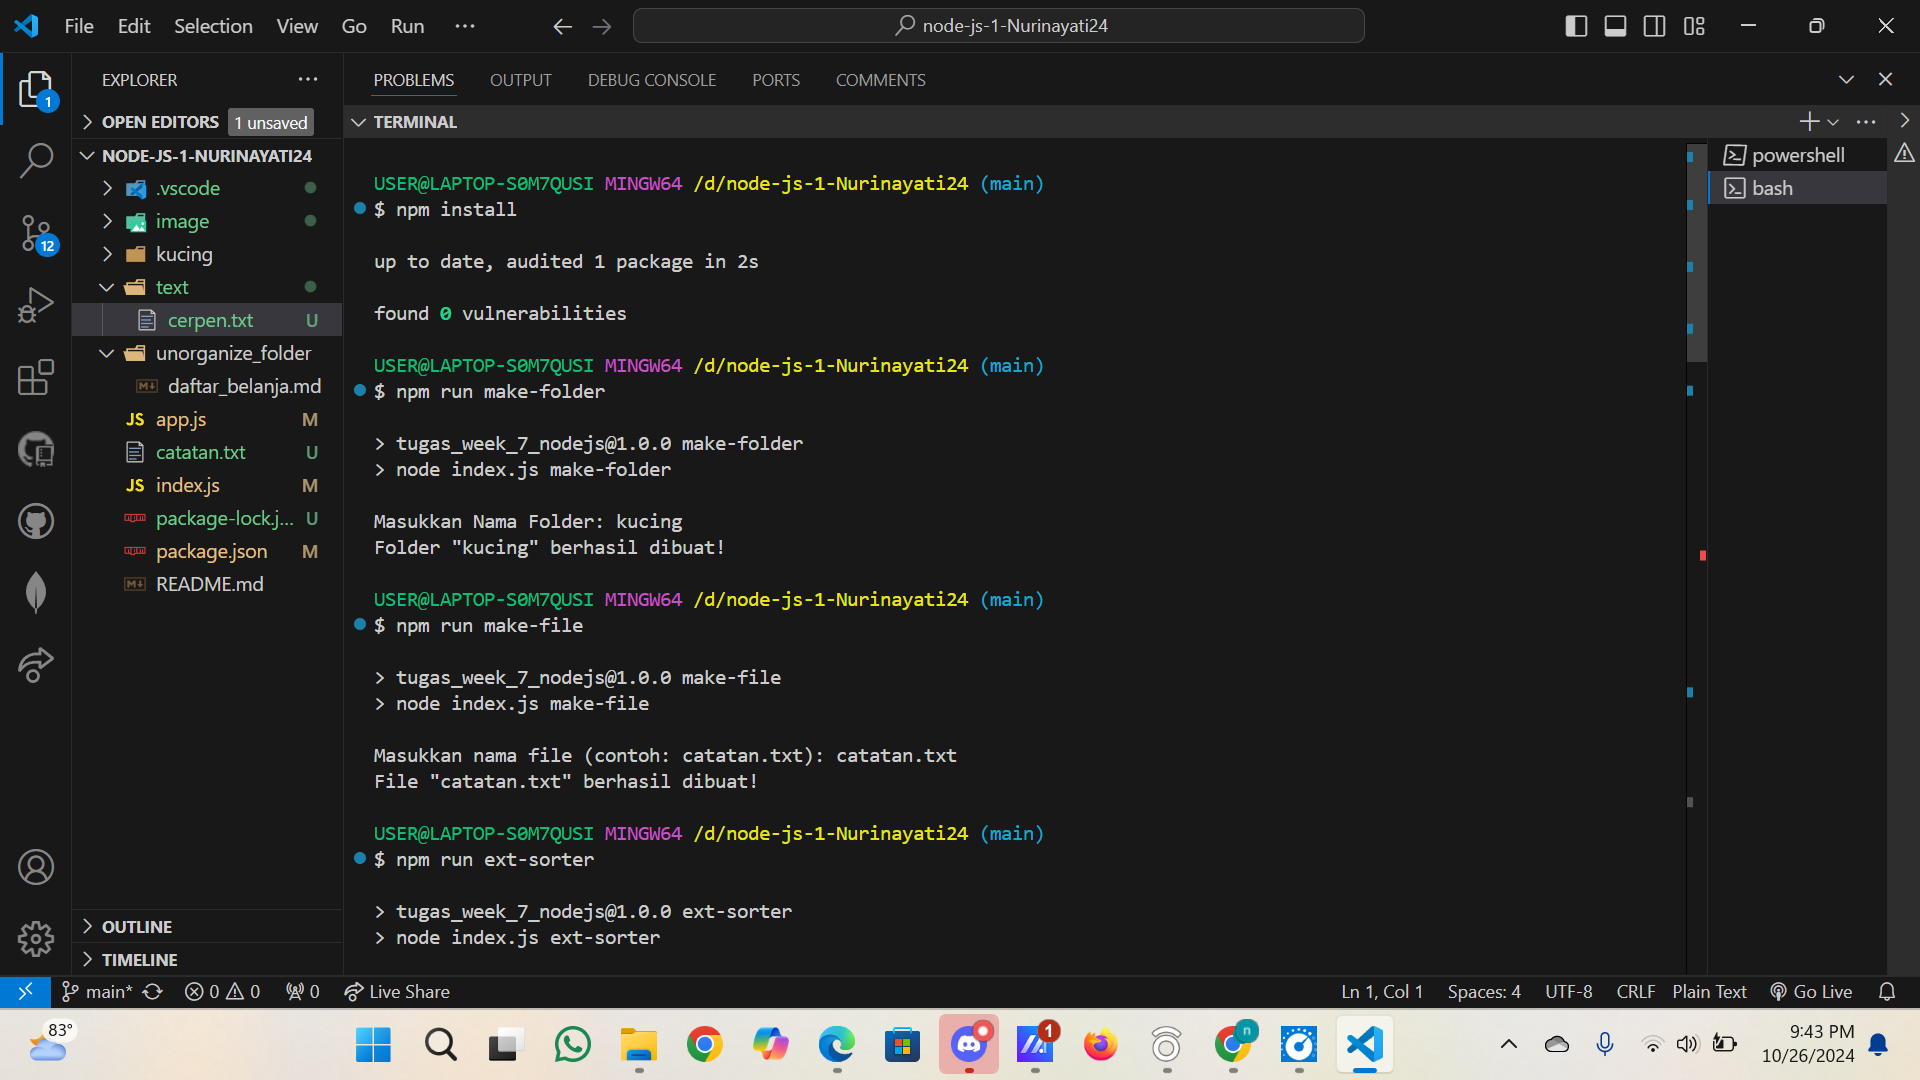 File Edit Selection View Go Run ···
node-js-1-Nurinayati24
EXPLORER ···
1
OPEN EDITORS 1 unsaved
NODE-JS-1-NURINAYATI24
.vscode
12
image
kucing
text
cerpen.txt U
unorganize_folder
daftar_belanja.md
JS app.js M
catatan.txt U
JS index.js M
package-lock.j... U
package.json M
README.md
OUTLINE
TIMELINE
PROBLEMS OUTPUT DEBUG CONSOLE PORTS COMMENTS
TERMINAL
powershell
bash
USER@LAPTOP-S0M7QUSI MINGW64 /d/node-js-1-Nurinayati24 (main)
$ npm install
up to date, audited 1 package in 2s
found 0 vulnerabilities
USER@LAPTOP-S0M7QUSI MINGW64 /d/node-js-1-Nurinayati24 (main)
$ npm run make-folder
> tugas_week_7_nodejs@1.0.0 make-folder
> node index.js make-folder
Masukkan Nama Folder: kucing
Folder "kucing" berhasil dibuat!
USER@LAPTOP-S0M7QUSI MINGW64 /d/node-js-1-Nurinayati24 (main)
$ npm run make-file
> tugas_week_7_nodejs@1.0.0 make-file
> node index.js make-file
Masukkan nama file (contoh: catatan.txt): catatan.txt
File "catatan.txt" berhasil dibuat!
USER@LAPTOP-S0M7QUSI MINGW64 /d/node-js-1-Nurinayati24 (main)
$ npm run ext-sorter
> tugas_week_7_nodejs@1.0.0 ext-sorter
> node index.js ext-sorter
main* 0 0 0 Live Share Ln 1, Col 1 Spaces: 4 UTF-8 CRLF Plain Text Go Live
83°
1
n
9:43 PM
10/26/2024